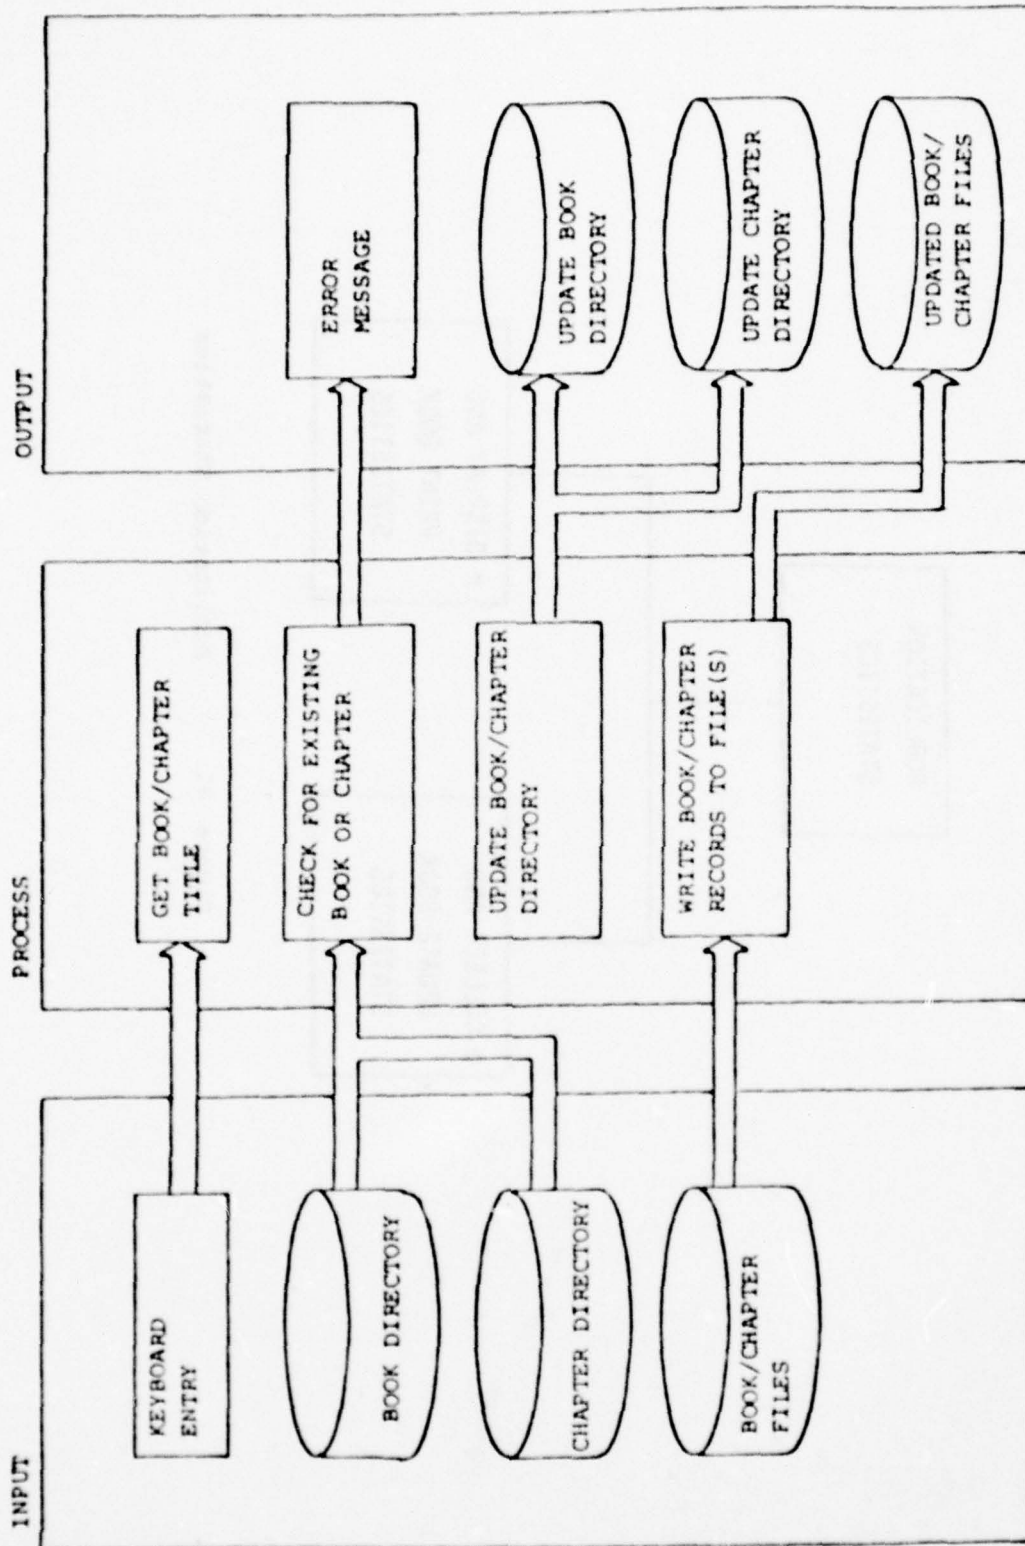 INPUT
KEYBOARD
ENTRY
BOOK DIRECTORY
CHAPTER DIRECTORY
BOOK/CHAPTER
FILES
PROCESS
GET BOOK/CHAPTER
TITLE
CHECK FOR EXISTING
BOOK OR CHAPTER
UPDATE BOOK/CHAPTER
DIRECTORY
WRITE BOOK/CHAPTER
RECORDS TO FILE(S)
OUTPUT
ERROR
MESSAGE
UPDATE BOOK
DIRECTORY
UPDATE CHAPTER
DIRECTORY
UPDATED BOOK/
CHAPTER FILES